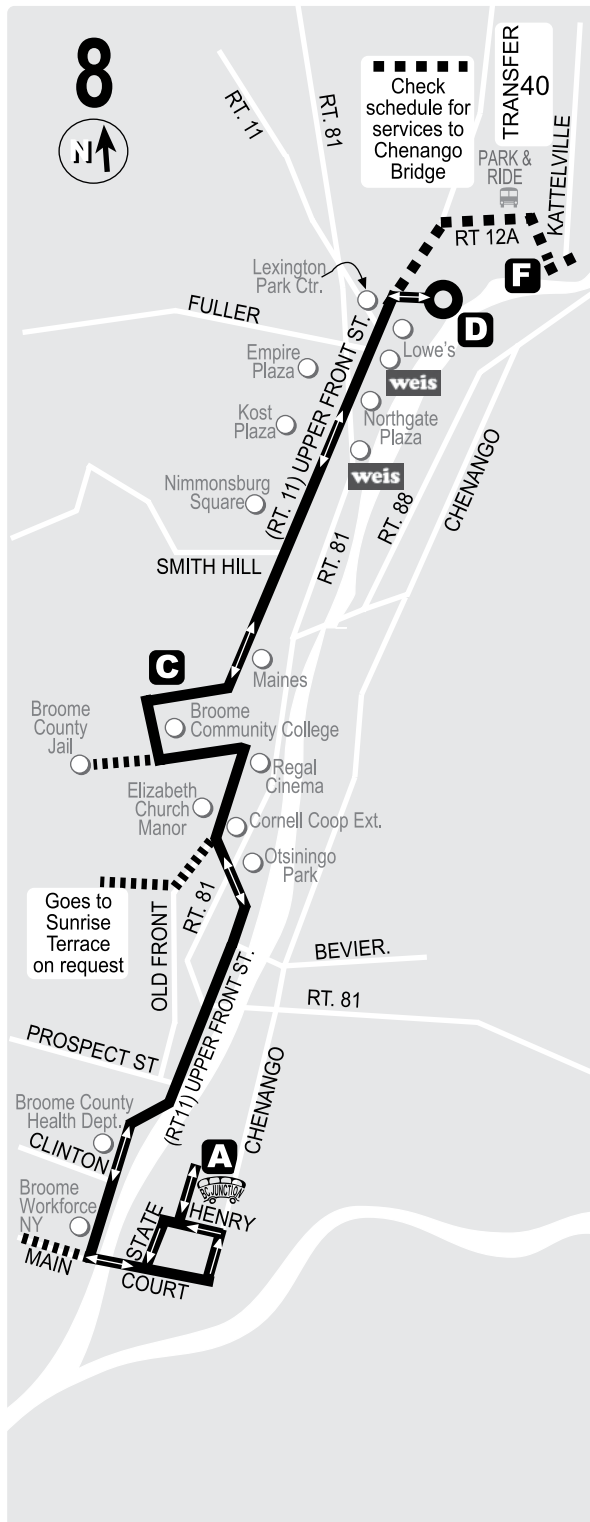 8
N
RT. 11
RT. 81
Check
schedule for
services to
Chenango
Bridge
TRANSFER
40
PARK &
RIDE
KATTELVILLE
RT 12A
F
Lexington
Park Ctr.
D
FULLER
Lowe's
Empire
Plaza
weis
(RT. 11) UPPER FRONT ST.
Kost
Plaza
Northgate
Plaza
weis
Nimmonsburg
Square
RT. 81
RT. 88
CHENANGO
SMITH HILL
C
Maines
Broome
County
Jail
Broome
Community College
Regal
Cinema
Elizabeth
Church
Manor
Cornell Coop Ext.
Otsiningo
Park
Goes to
Sunrise
Terrace
on request
OLD FRONT
RT. 81
BEVIER.
RT. 81
(RT11) UPPER FRONT ST.
PROSPECT ST
CHENANGO
Broome County
Health Dept.
CLINTON
A
BC JUNCTION
Broome
Workforce
NY
STATE
HENRY
MAIN
COURT